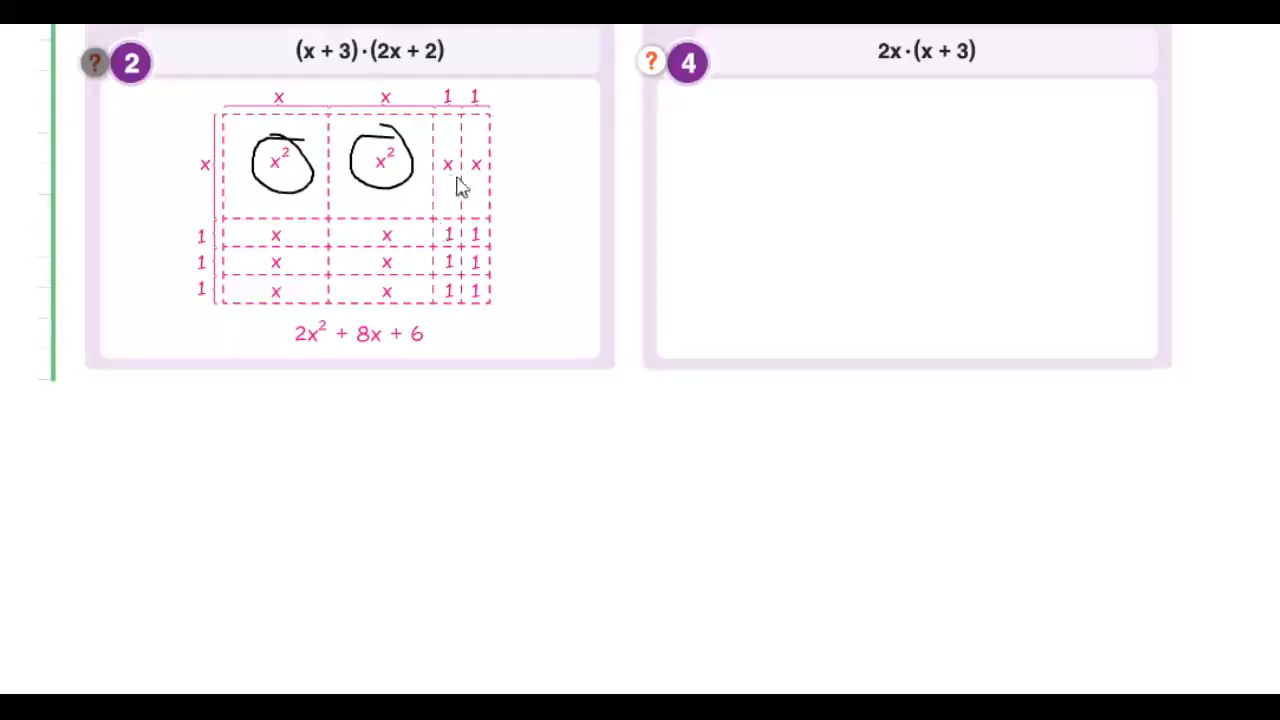 ? 2 (x + 3)·(2x + 2)
x x 1 1
x x² x² x x
1 x x 1 1
1 x x 1 1
1 x x 1 1
2x² + 8x + 6
? 4 2x·(x + 3)